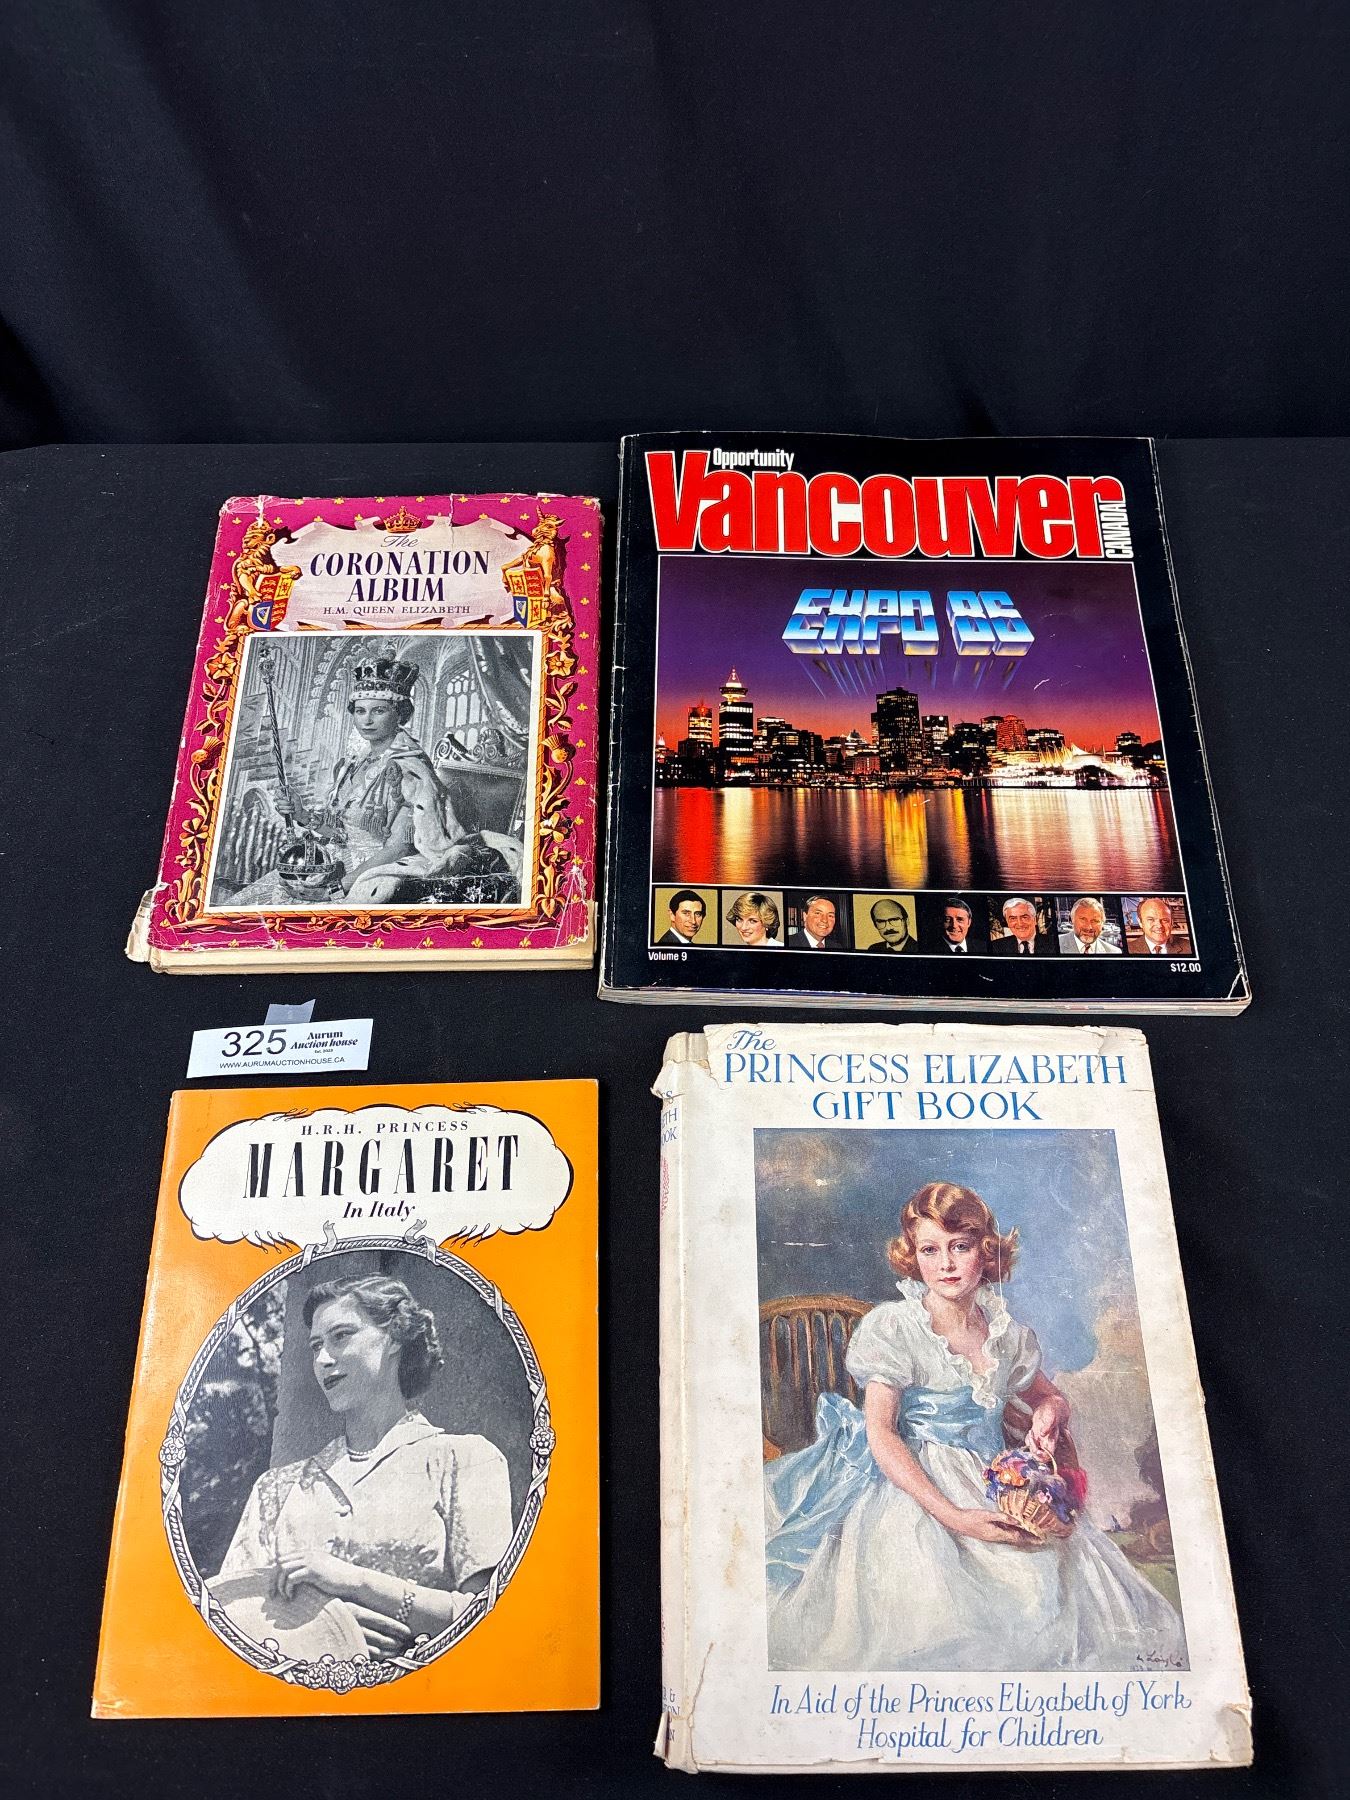 The
CORONATION
ALBUM
H.M. QUEEN ELIZABETH
Opportunity
Vancouver
CANADA
EXPO 86
Volume 9
$12.00
325
Aurum
Auction house
WWW.AURUMAUCTIONHOUSE.CA
H.R.H. PRINCESS
MARGARET
In Italy
The
PRINCESS ELIZABETH
GIFT BOOK
In Aid of the Princess Elizabeth of York
Hospital for Children